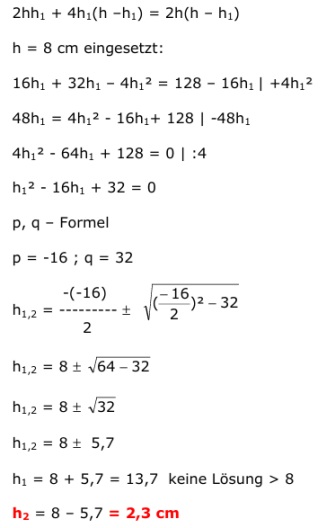 2hh₁ + 4h₁(h –h₁) = 2h(h – h₁)
h = 8 cm eingesetzt:
16h₁ + 32h₁ – 4h₁² = 128 – 16h₁ | +4h₁²
48h₁ = 4h₁² - 16h₁+ 128 | -48h₁
4h₁² - 64h₁ + 128 = 0 | :4
h₁² - 16h₁ + 32 = 0
p, q – Formel
p = -16 ; q = 32
h₁,₂ = -(-16) / 2 ± √((–16 / 2)² – 32)
h₁,₂ = 8 ± √(64 – 32)
h₁,₂ = 8 ± √32
h₁,₂ = 8 ± 5,7
h₁ = 8 + 5,7 = 13,7 keine Lösung > 8
h₂ = 8 – 5,7 = 2,3 cm